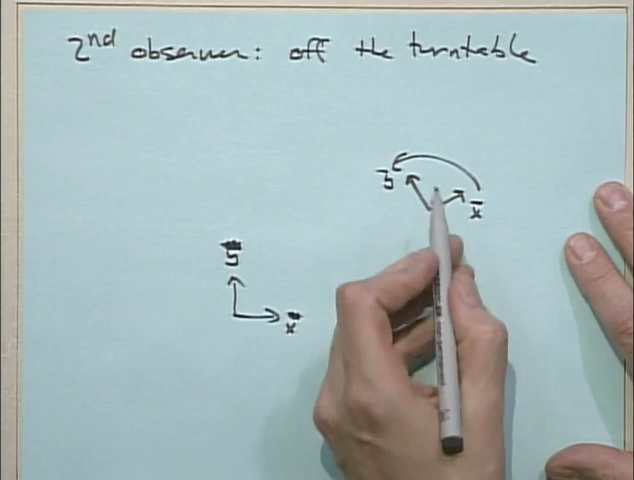 2nd observer: off the turntable
y̅
x̅
y
x